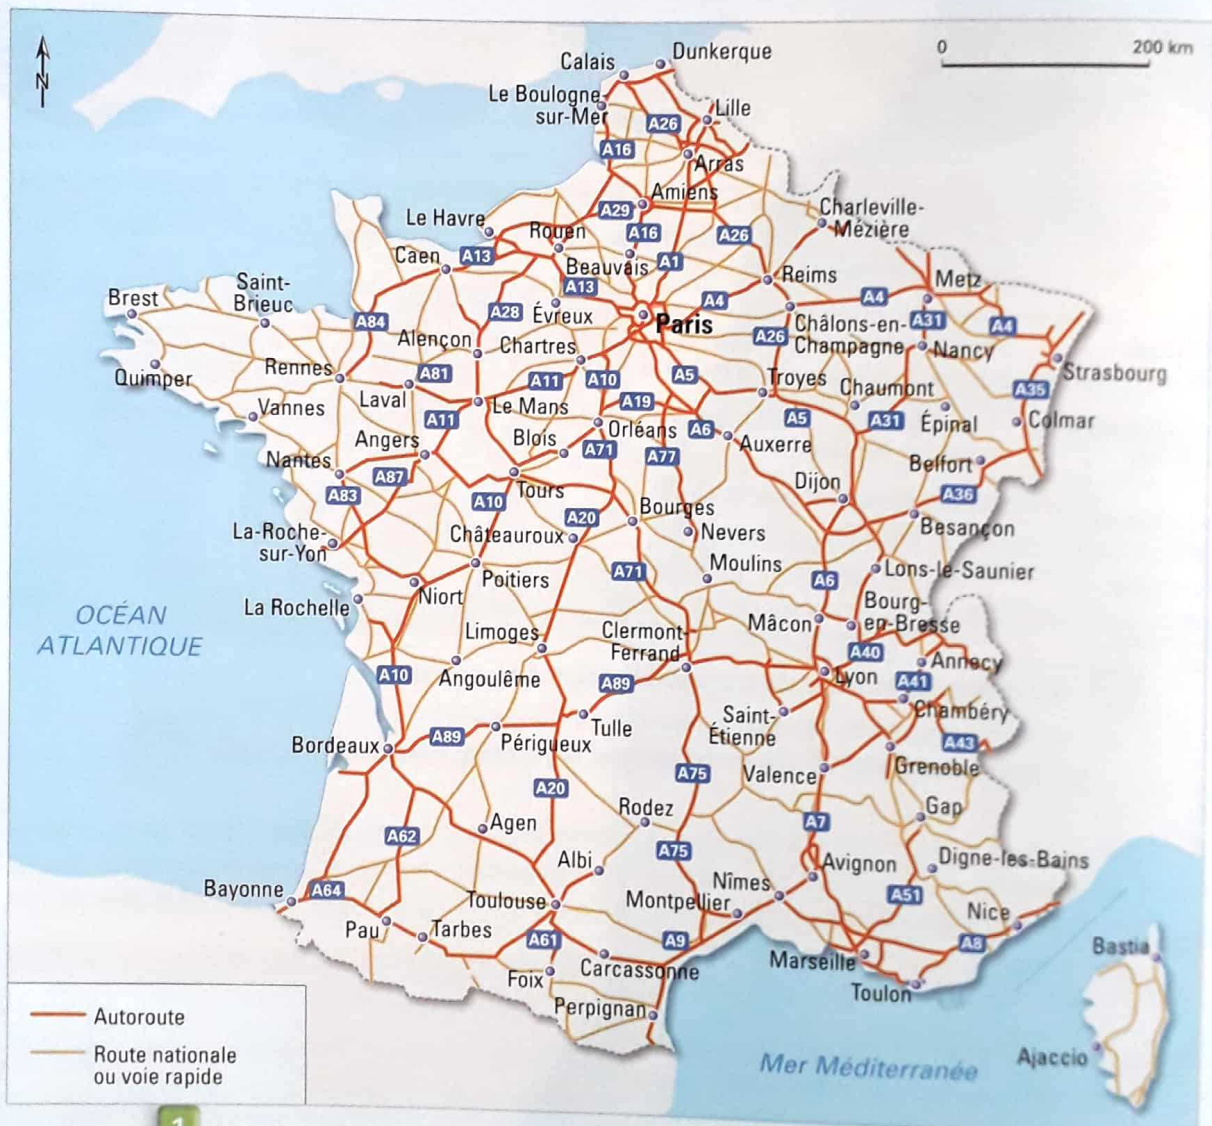 N
0 200 km
Dunkerque
Calais
Le Boulogne-
sur-Mer
Lille
A26
A16
Arras
Amiens
A29
Le Havre
Rouen
A16
A26
Charleville-
Mézière
Caen
A13
Beauvais
A1
Reims
Metz
Saint-
Brieuc
Brest
A13
A4
A4
A84
A28
Évreux
Paris
A26
Châlons-en-
Champagne
A31
A4
Alençon
Chartres
Nancy
Strasbourg
Quimper
Rennes
A81
A11
A10
A5
Troyes
Chaumont
A35
Laval
Vannes
A11
Le Mans
A19
A6
A5
A31
Épinal
Colmar
Angers
Blois
Orléans
Auxerre
A71
A77
Nantes
A87
Belfort
A83
Tours
Dijon
A36
A10
A20
Bourges
Besançon
La-Roche-
sur-Yon
Châteauroux
Nevers
Moulins
Lons-le-Saunier
Poitiers
A71
A6
Niort
La Rochelle
Bourg-
en-Bresse
Mâcon
OCÉAN
ATLANTIQUE
Limoges
Clermont-
Ferrand
A40
Annecy
A10
Angoulême
A89
Lyon
A41
Chambéry
Saint-
Étienne
Tulle
Bordeaux
A89
Périgueux
A43
Grenoble
Valence
A75
A20
Rodez
Gap
Agen
A62
A7
Albi
A75
Avignon
Digne-les-Bains
Bayonne
A64
Toulouse
Montpellier
Nîmes
A51
Nice
Pau
Tarbes
A61
A9
A8
Bastia
Foix
Carcassonne
Marseille
Toulon
Perpignan
Ajaccio
Mer Méditerranée
Autoroute
Route nationale
ou voie rapide
1